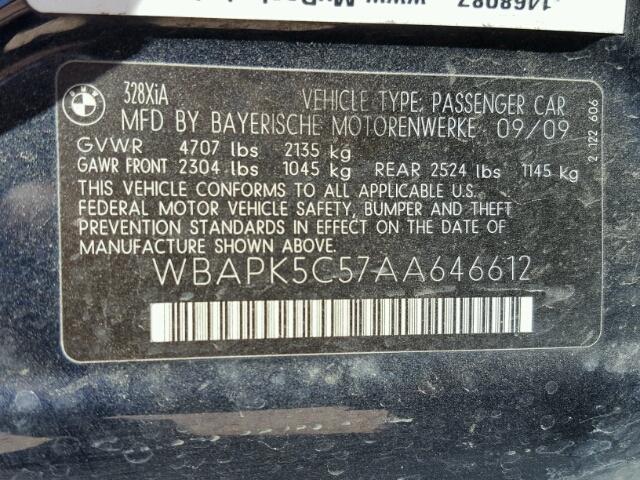 BMW
328XiA
VEHICLE TYPE: PASSENGER CAR
MFD BY BAYERISCHE MOTORENWERKE 09/09
GVWR 4707 lbs 2135 kg
GAWR FRONT 2304 lbs 1045 kg REAR 2524 lbs 1145 kg
THIS VEHICLE CONFORMS TO ALL APPLICABLE U.S.
FEDERAL MOTOR VEHICLE SAFETY, BUMPER AND THEFT
PREVENTION STANDARDS IN EFFECT ON THE DATE OF
MANUFACTURE SHOWN ABOVE.
WBAPK5C57AA646612
2 122 606